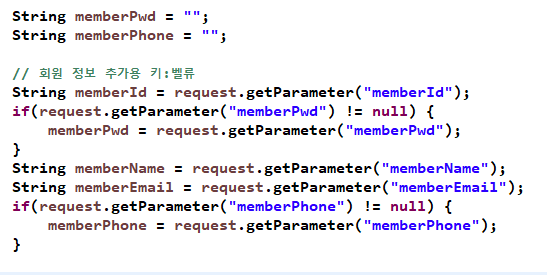 String memberPwd = "";
String memberPhone = "";
// 회원 정보 추가용 키:벨류
String memberId = request.getParameter("memberId");
if(request.getParameter("memberPwd") != null) {
memberPwd = request.getParameter("memberPwd");
}
String memberName = request.getParameter("memberName");
String memberEmail = request.getParameter("memberEmail");
if(request.getParameter("memberPhone") != null) {
memberPhone = request.getParameter("memberPhone");
}